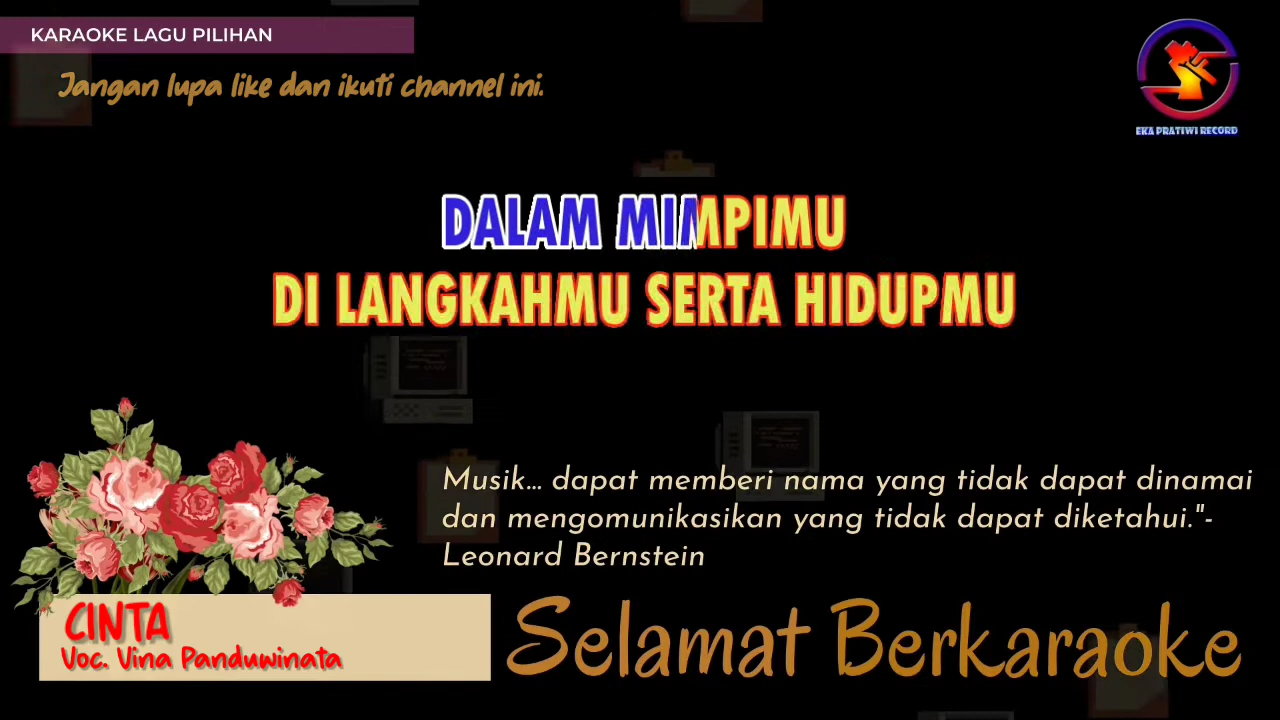 KARAOKE LAGU PILIHAN
Jangan lupa like dan ikuti channel ini.
EKA PRATIWI RECORD
DALAM MIMPIMU
DI LANGKAHMU SERTA HIDUPMU
Musik... dapat memberi nama yang tidak dapat dinamai
dan mengomunikasikan yang tidak dapat diketahui."-
Leonard Bernstein
CINTA
Voc. Vina Panduwinata
Selamat Berkaraoke